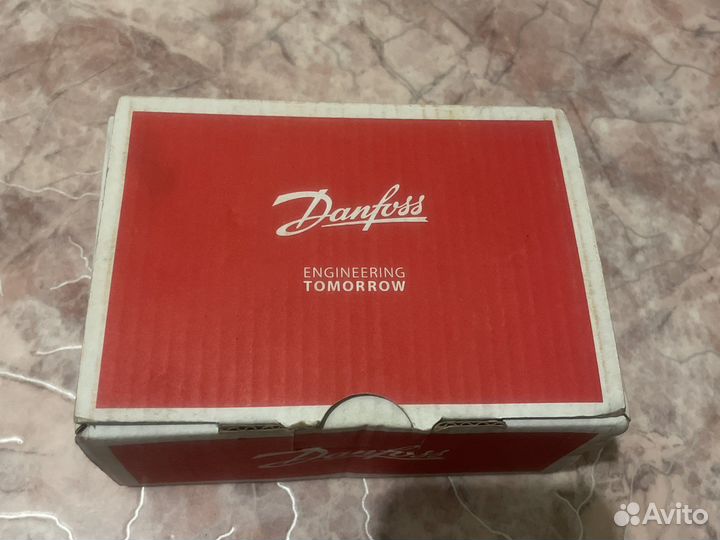 Danfoss
ENGINEERING
TOMORROW
Danfoss
Avito